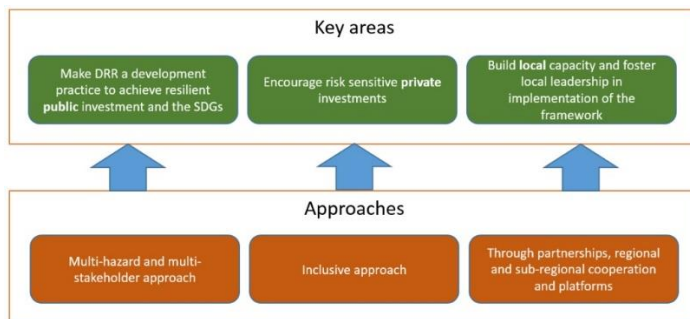 Key areas
Make DRR a development
practice to achieve resilient
public investment and the SDGs
Encourage risk sensitive private
investments
Build local capacity and foster
local leadership in
implementation of the
framework
Approaches
Multi-hazard and multi-
stakeholder approach
Inclusive approach
Through partnerships, regional
and sub-regional cooperation
and platforms